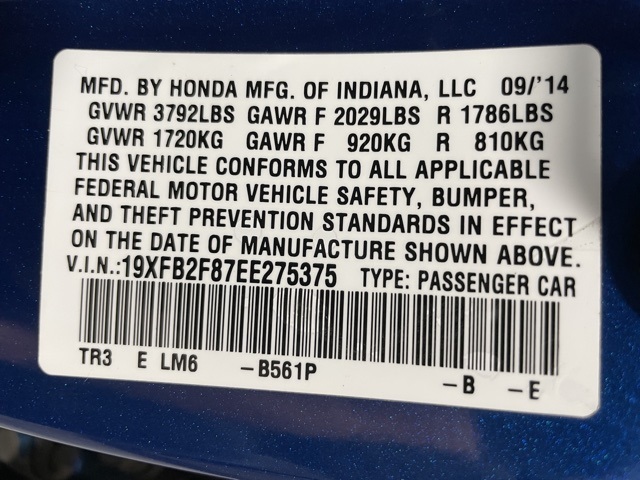 MFD. BY HONDA MFG. OF INDIANA, LLC 09/'14
GVWR 3792LBS GAWR F 2029LBS R 1786LBS
GVWR 1720KG GAWR F 920KG R 810KG
THIS VEHICLE CONFORMS TO ALL APPLICABLE
FEDERAL MOTOR VEHICLE SAFETY, BUMPER,
AND THEFT PREVENTION STANDARDS IN EFFECT
ON THE DATE OF MANUFACTURE SHOWN ABOVE.
V.I.N.:19XFB2F87EE275375 TYPE: PASSENGER CAR
TR3 E LM6 -B561P -B -E